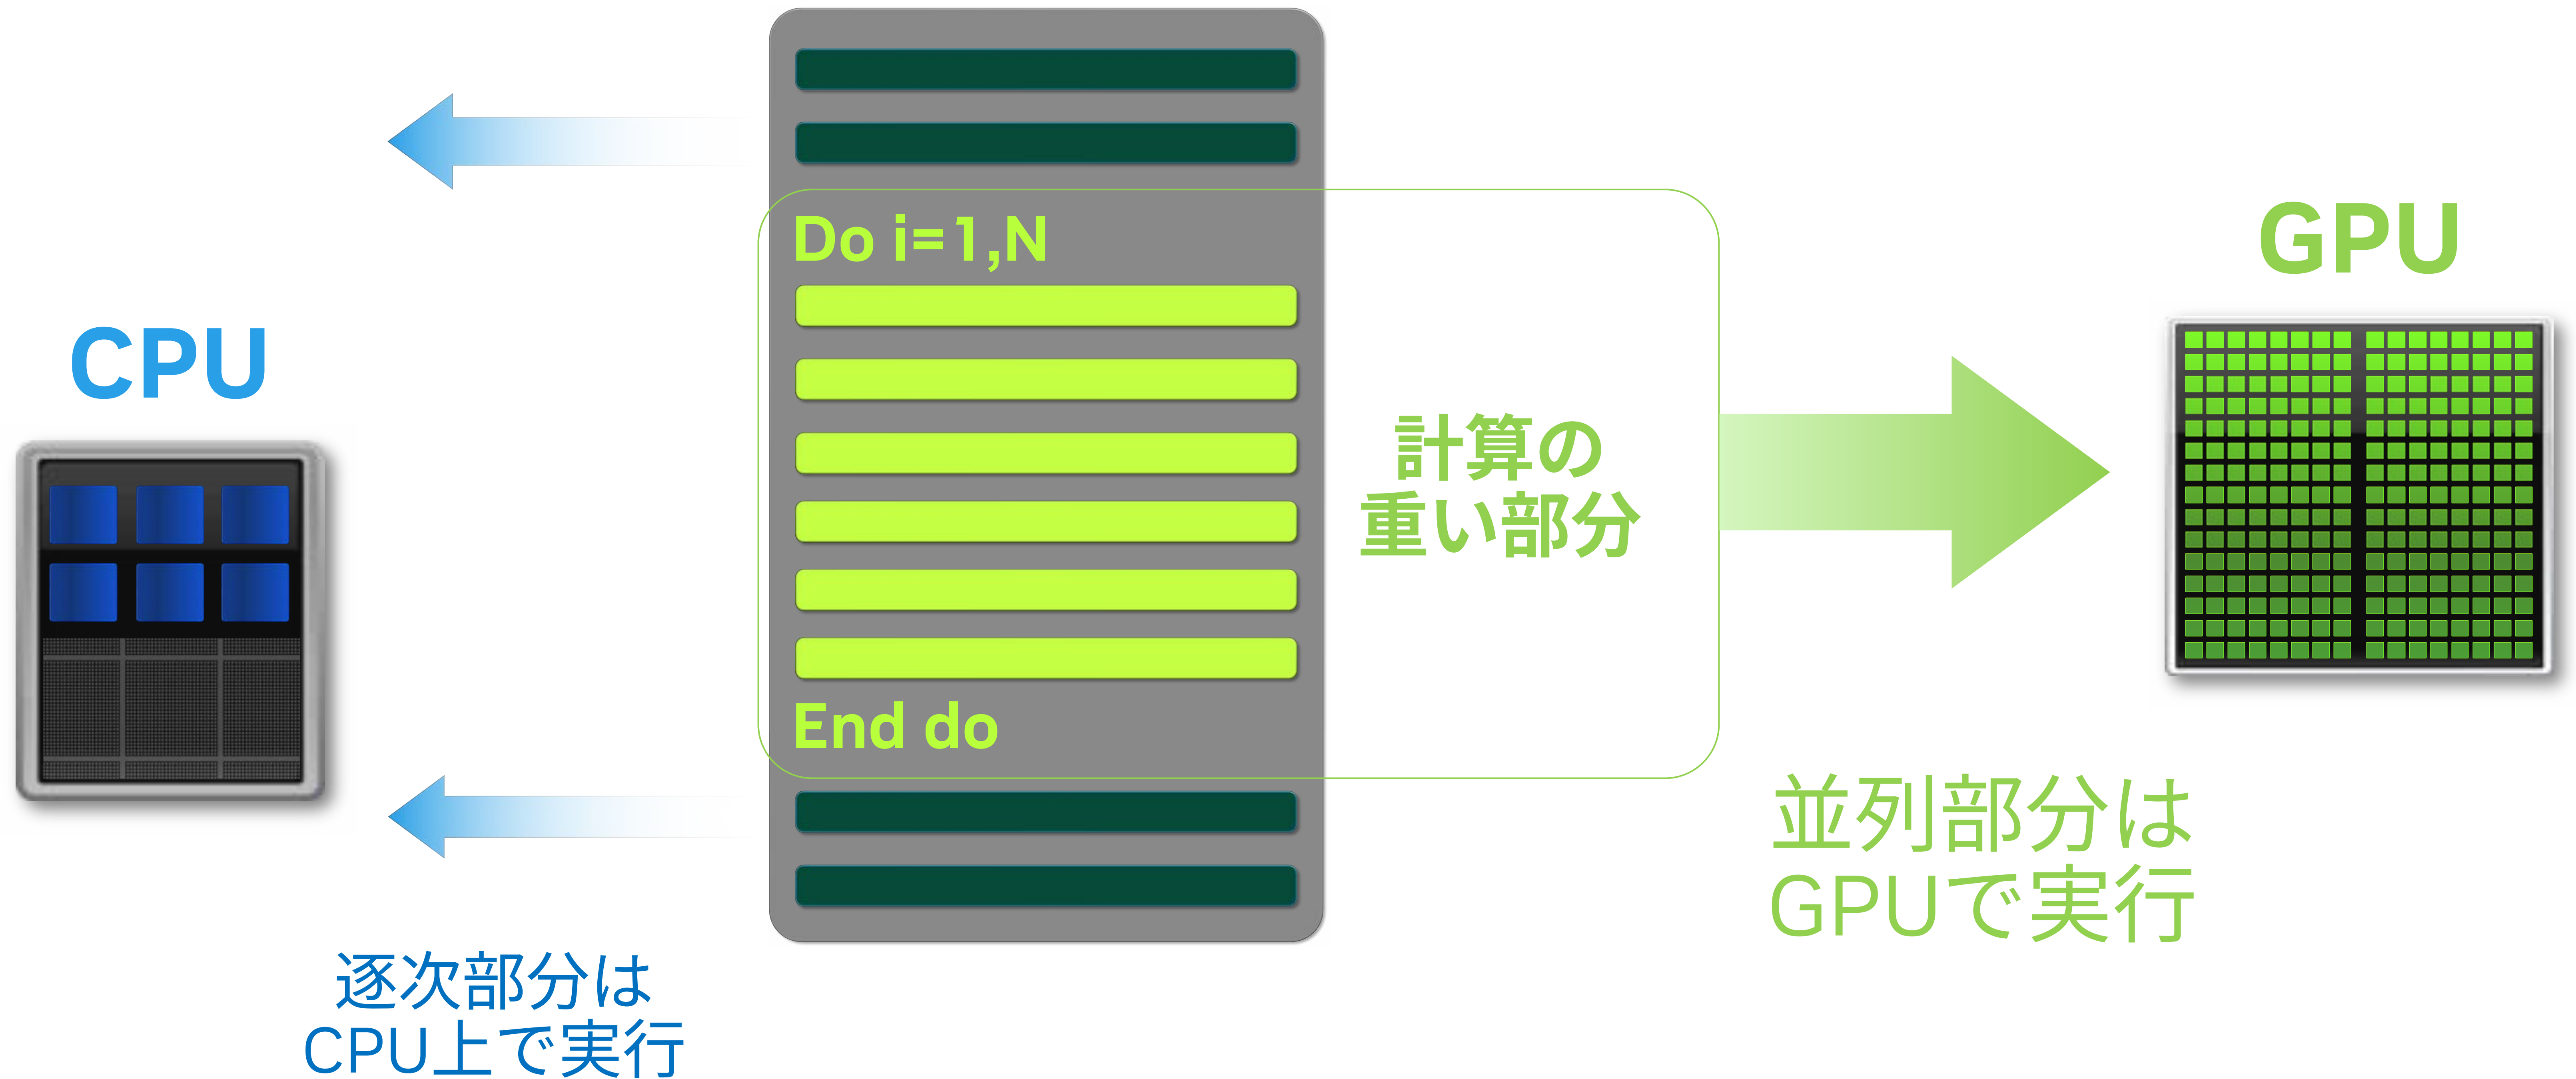 CPU
逐次部分は
CPU上で実行
Do i=1,N
End do
計算の
重い部分
GPU
並列部分は
GPUで実行